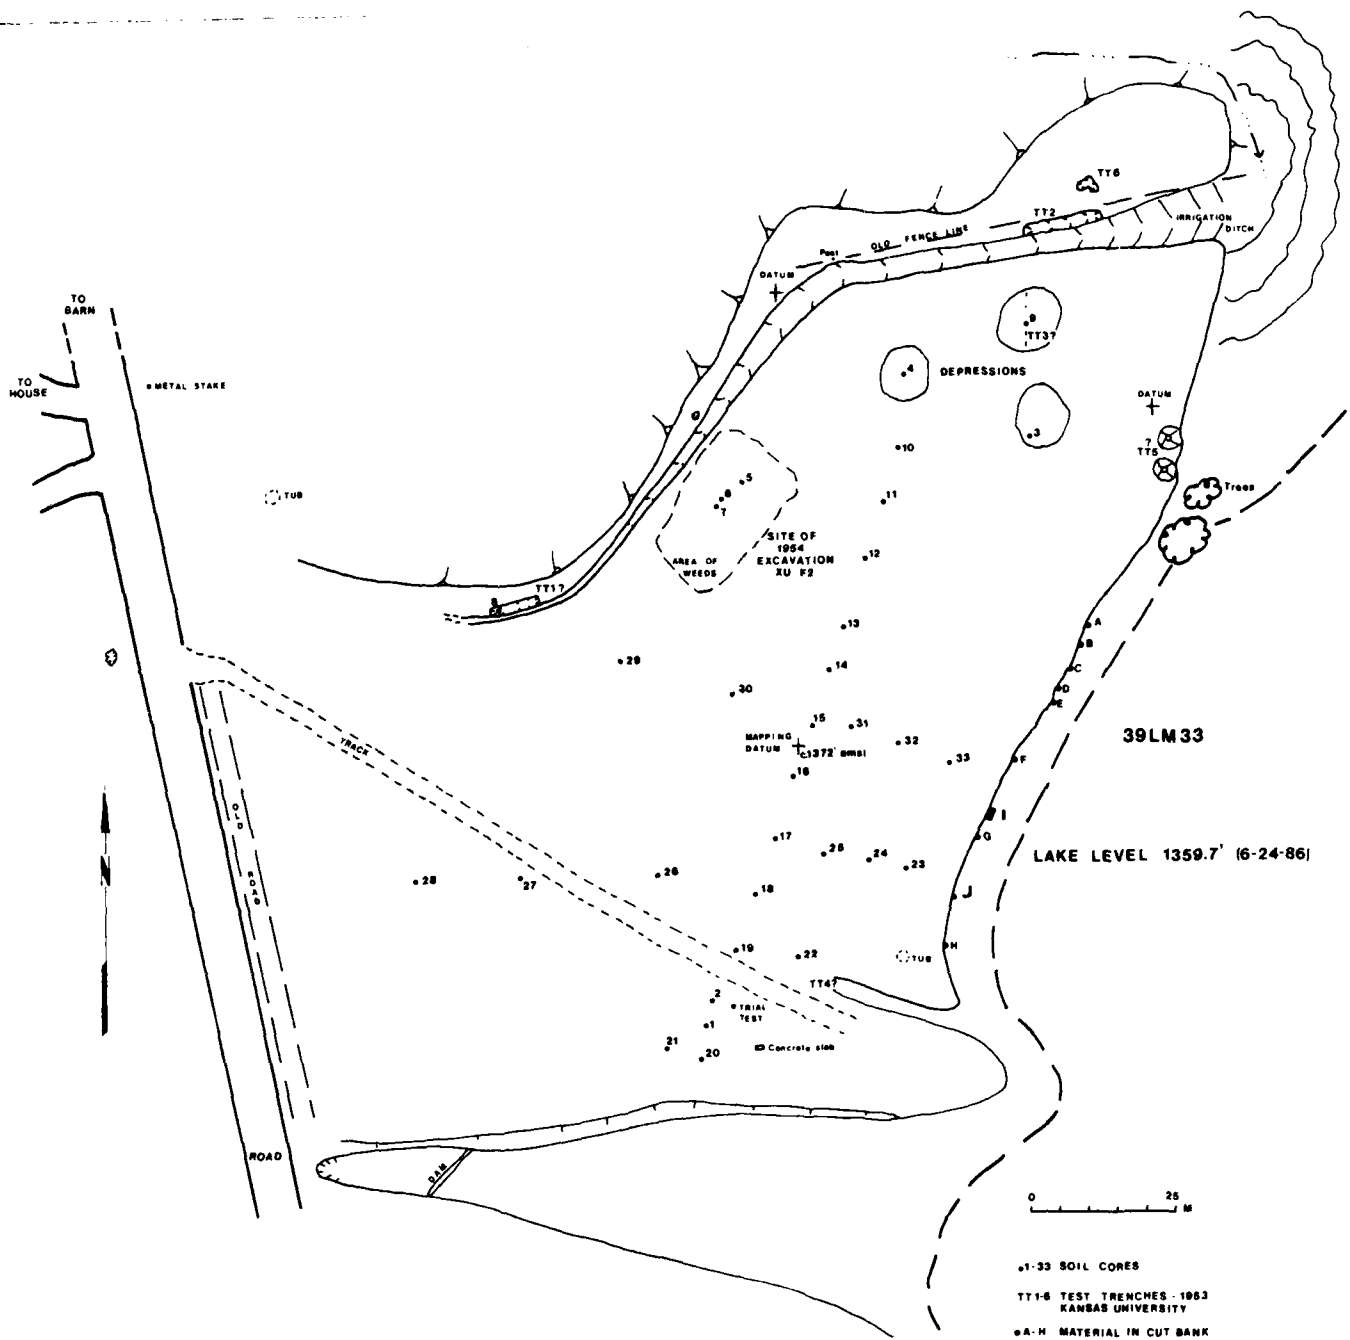 TT6
TT2
IRRIGATION
DITCH
OLD FENCE LINE
Post
DATUM
TO
BARN
9
TT3?
4
DEPRESSIONS
TO
HOUSE
METAL STAKE
DATUM
3
?
TT5
10
5
6
7
TUB
11
Trees
SITE OF
1954
EXCAVATION
XU F2
12
AREA OF
WEEDS
TT1?
A
13
B
29
14
C
D
30
E
15
31
MAPPING
DATUM
32
39LM33
c.1372' amsl
33
F
16
TRACK
I
OLD ROAD
17
G
25
24
LAKE LEVEL 1359.7' (6-24-86)
23
N
26
28
27
18
J
19
22
TUB
H
TT4?
2
TRIAL
TEST
1
21
20
Concrete slab
ROAD
DAM
0 25
M
1-33 SOIL CORES
TT1-6 TEST TRENCHES - 1953
KANSAS UNIVERSITY
A-H MATERIAL IN CUT BANK